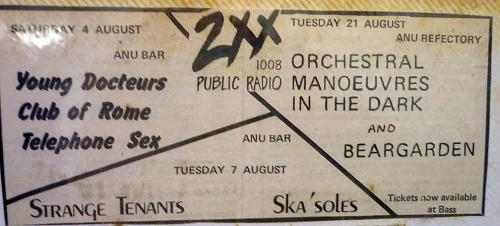 SATURDAY 4 AUGUST
ANU BAR
Young Docteurs
Club of Rome
Telephone Sex
2XX
1008
PUBLIC RADIO
TUESDAY 21 AUGUST
ANU REFECTORY
ORCHESTRAL
MANOEUVRES
IN THE DARK
AND
BEARGARDEN
Tickets now available
at Bass
ANU BAR
TUESDAY 7 AUGUST
STRANGE TENANTS
SKA'SOLES